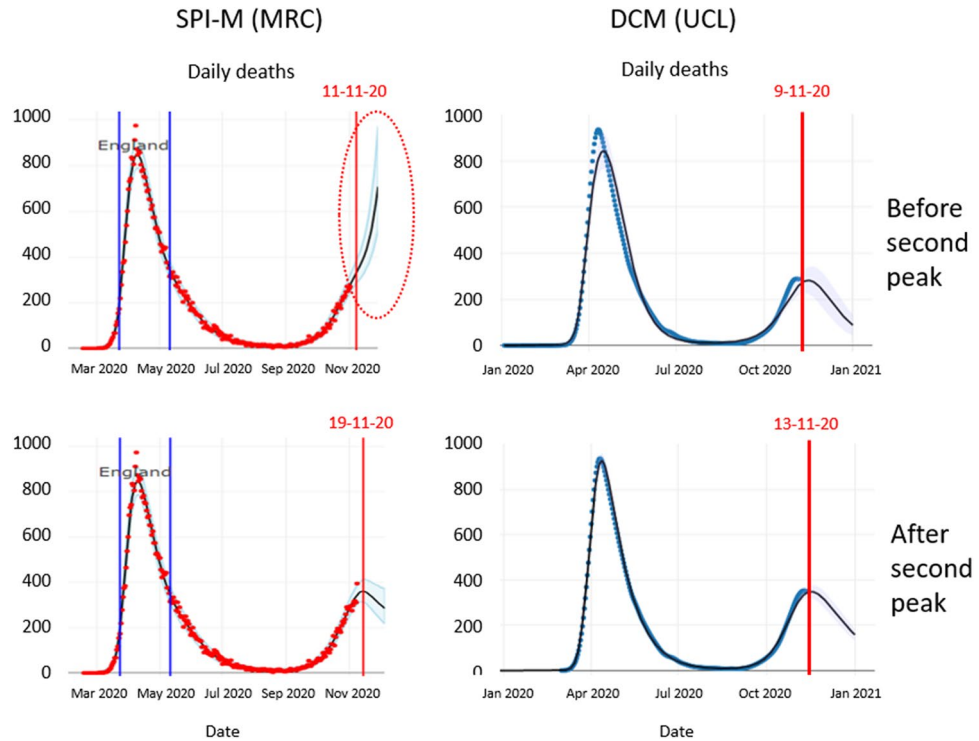 SPI-M (MRC)
DCM (UCL)
Daily deaths
Daily deaths
11-11-20
9-11-20
1000
800
600
400
200
0
England
Mar 2020 May 2020 Jul 2020 Sep 2020 Nov 2020
1000
800
600
400
200
0
Jan 2020 Apr 2020 Jul 2020 Oct 2020 Jan 2021
Before
second
peak
19-11-20
13-11-20
1000
800
600
400
200
0
England
Mar 2020 May 2020 Jul 2020 Sep 2020 Nov 2020
Date
1000
800
600
400
200
0
Jan 2020 Apr 2020 Jul 2020 Oct 2020 Jan 2021
Date
After
second
peak